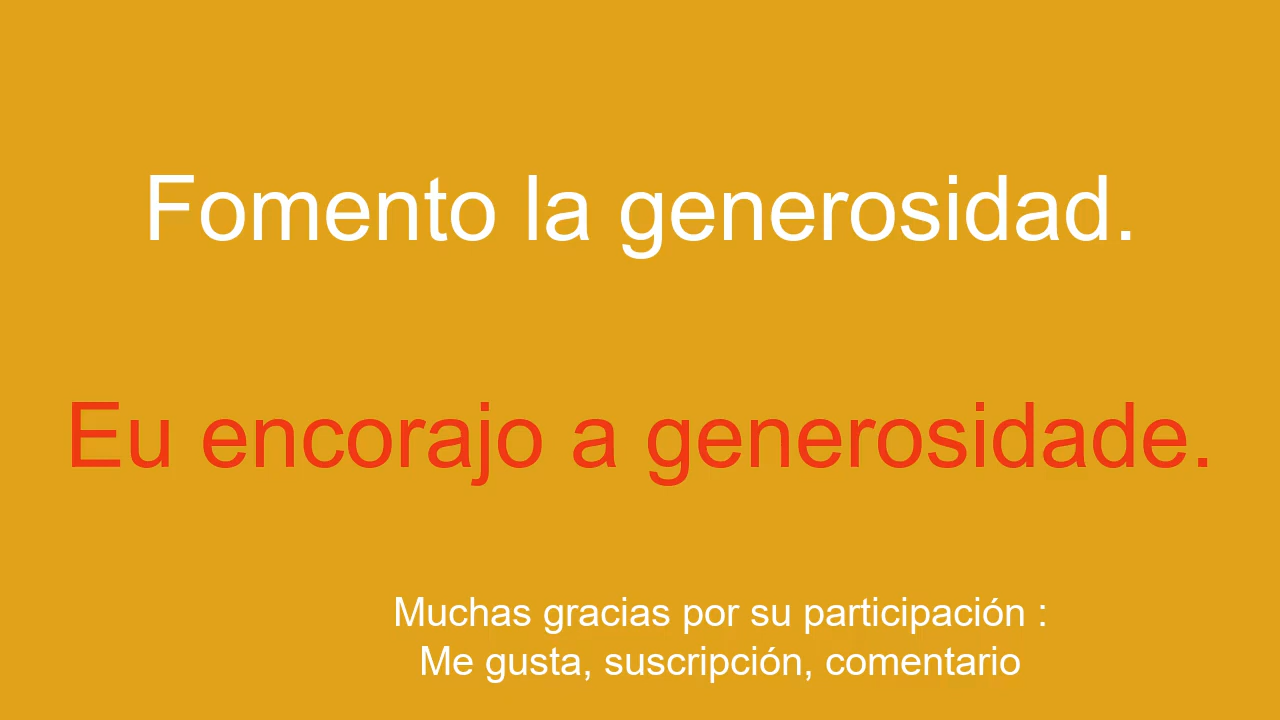 Fomento la generosidad.
Eu encorajo a generosidade.
Muchas gracias por su participación :
Me gusta, suscripción, comentario